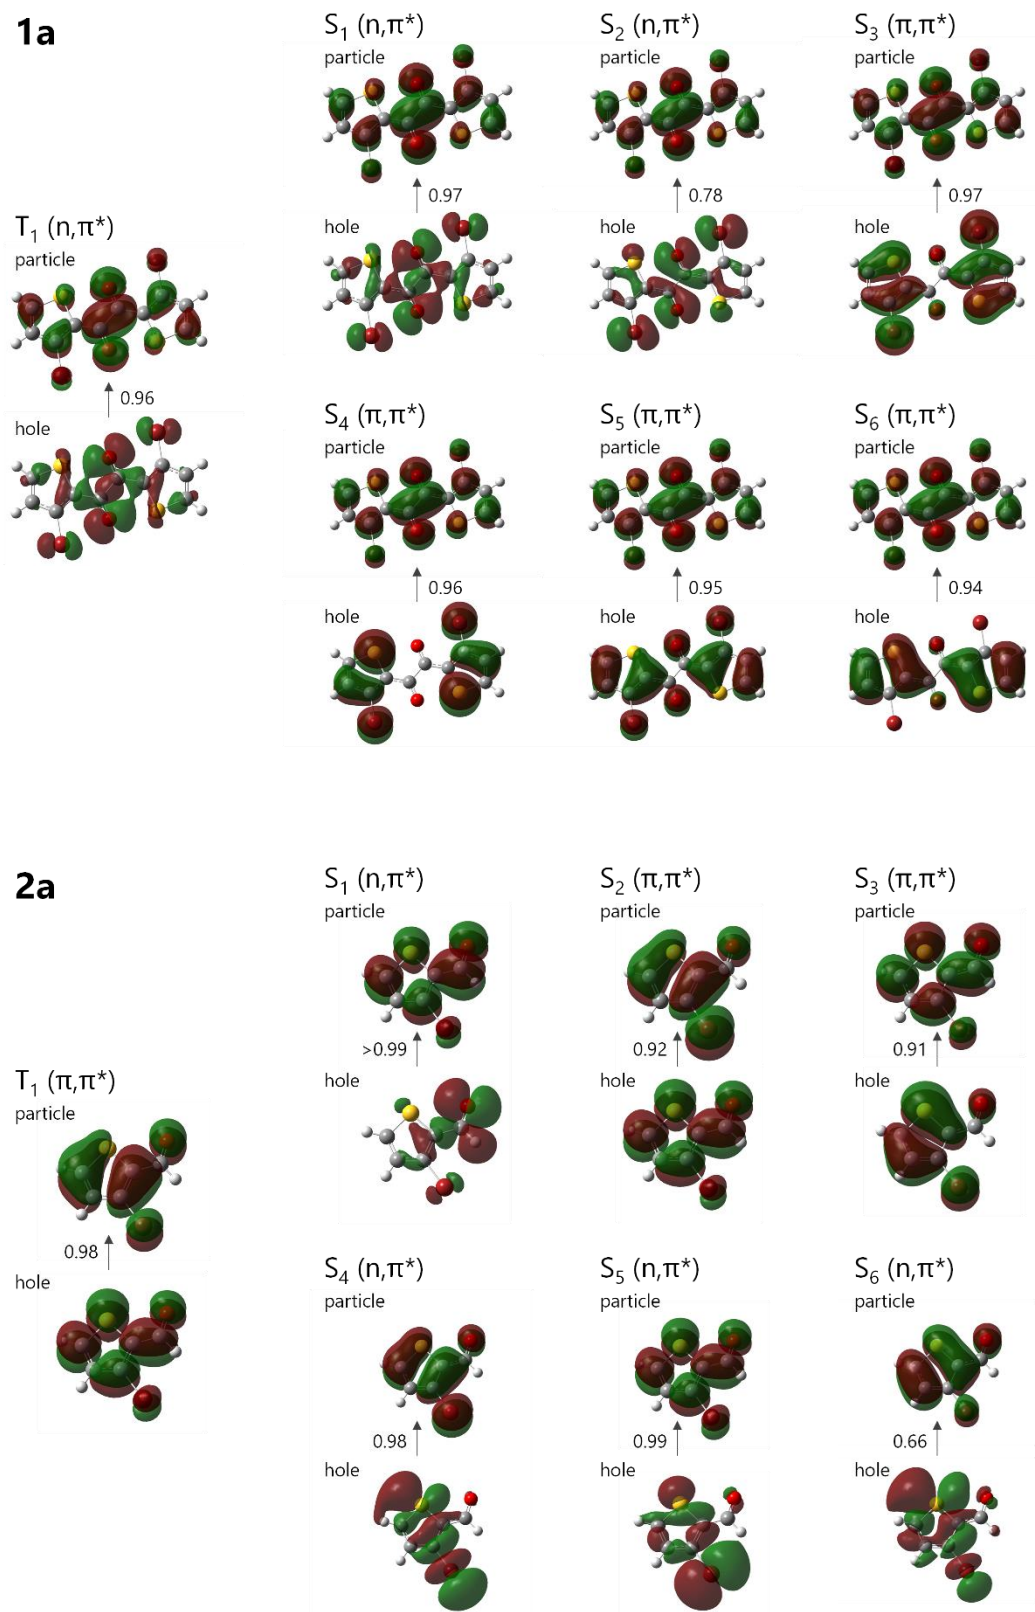 1a
S₁ (n,π*)
particle
0.97
hole
S₂ (n,π*)
particle
0.78
hole
S₃ (π,π*)
particle
0.97
hole
T₁ (n,π*)
particle
0.96
hole
S₄ (π,π*)
particle
0.96
hole
S₅ (π,π*)
particle
0.95
hole
S₆ (π,π*)
particle
0.94
hole
2a
S₁ (n,π*)
particle
>0.99
hole
S₂ (π,π*)
particle
0.92
hole
S₃ (π,π*)
particle
0.91
hole
T₁ (π,π*)
particle
0.98
hole
S₄ (n,π*)
particle
0.98
hole
S₅ (n,π*)
particle
0.99
hole
S₆ (n,π*)
particle
0.66
hole